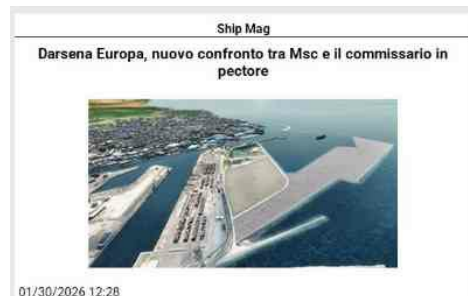 Ship Mag
Darsena Europa, nuovo confronto tra Msc e il commissario in
pectore
01/30/2026 12:28